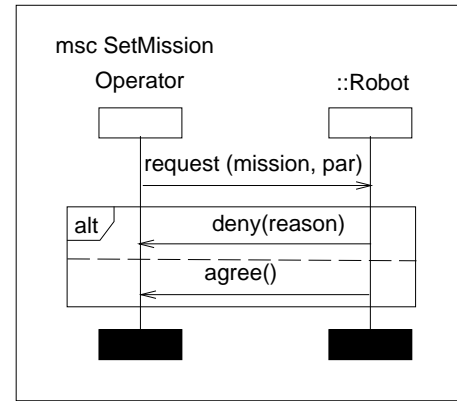 msc SetMission
Operator ::Robot
request (mission, par)
alt
deny(reason)
agree()